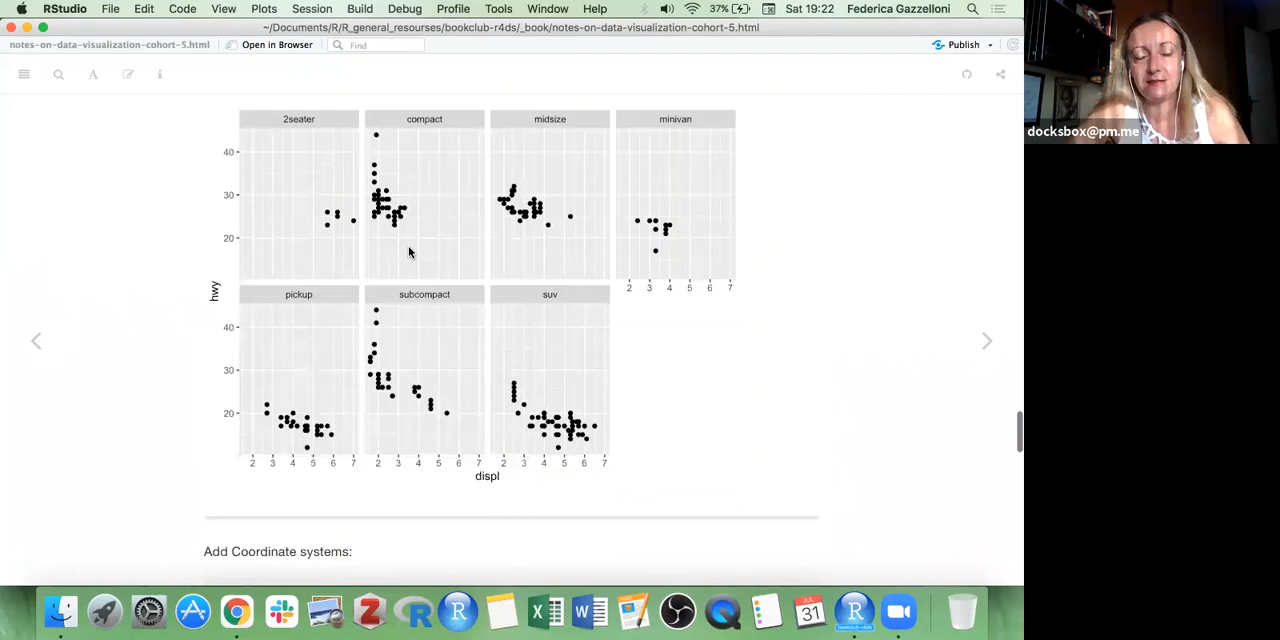 RStudio File Edit Code View Plots Session Build Debug Profile Tools Window Help 37% Sat 19:22 Federica Gazzelloni
~/Documents/R/R_general_resourses/bookclub-r4ds/_book/notes-on-data-visualization-cohort-5.html
notes-on-data-visualization-cohort-5.html Open in Browser Find Publish
A i
2seater compact midsize minivan
40
30
20
2 3 4 5 6 7
hwy
pickup subcompact suv
40
30
20
2 3 4 5 6 7 2 3 4 5 6 7 2 3 4 5 6 7
displ
Add Coordinate systems:
docksbox@pm.me
JUL
31
bookclub-r4ds